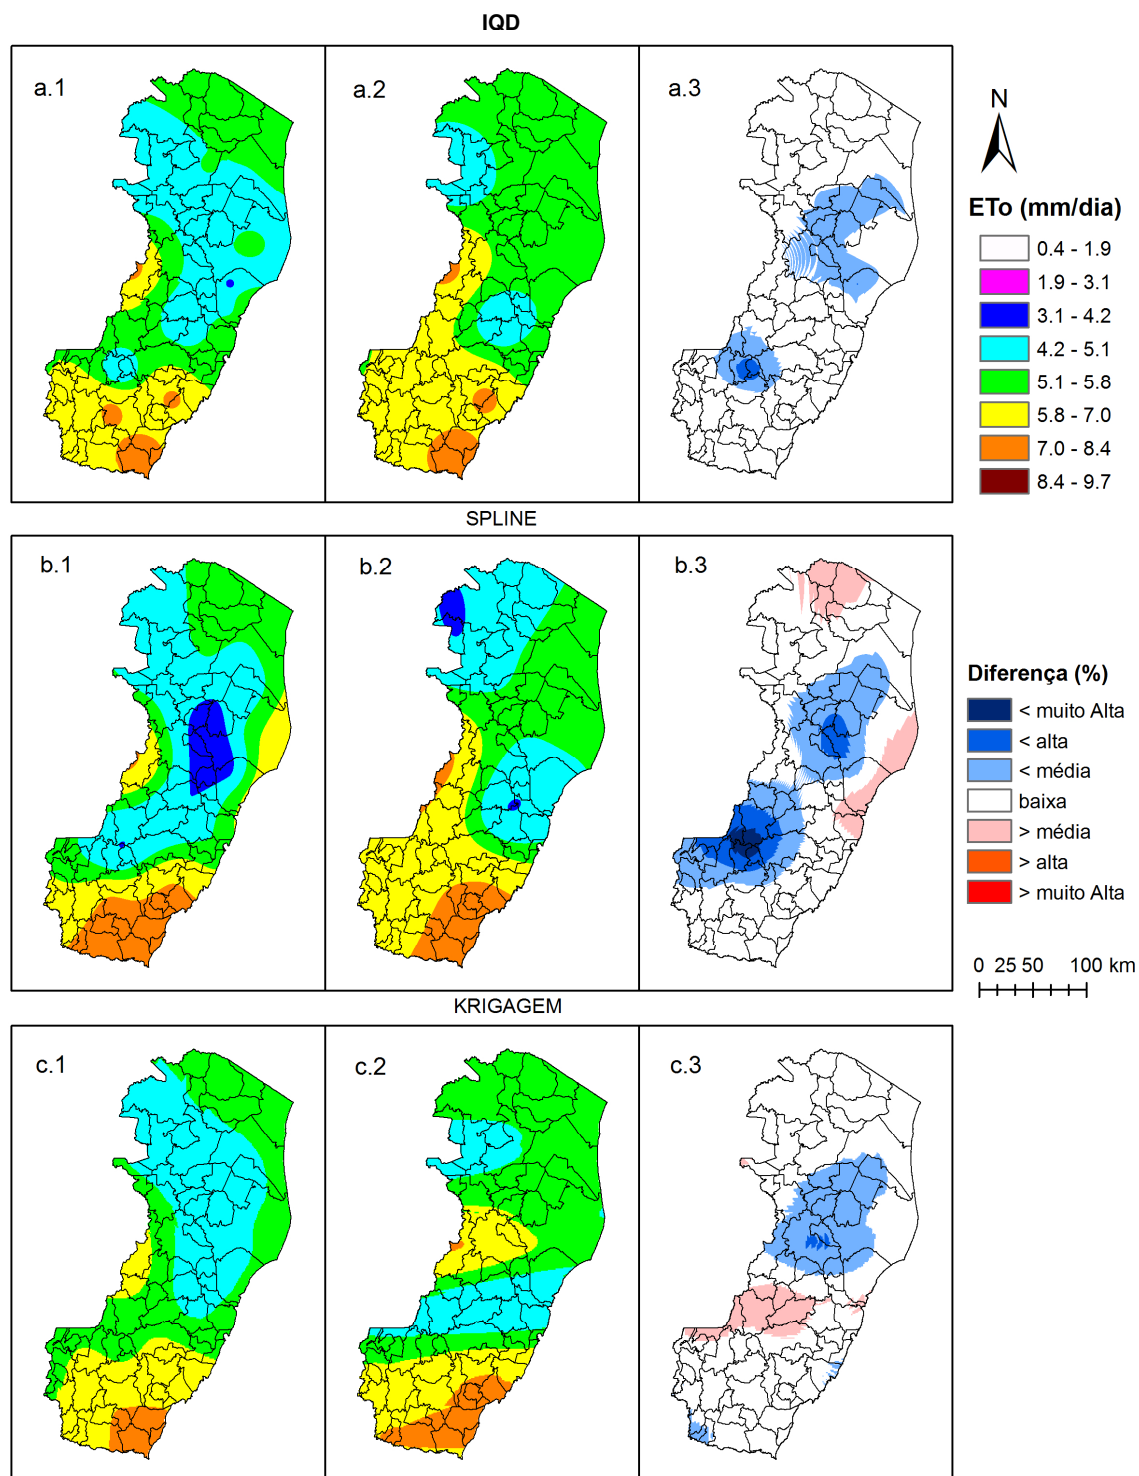 IQD
a.1
a.2
a.3
N
ETo (mm/dia)
0.4 - 1.9
1.9 - 3.1
3.1 - 4.2
4.2 - 5.1
5.1 - 5.8
5.8 - 7.0
7.0 - 8.4
8.4 - 9.7
SPLINE
b.1
b.2
b.3
Diferença (%)
< muito Alta
< alta
< média
baixa
> média
> alta
> muito Alta
0 25 50 100 km
KRIGAGEM
c.1
c.2
c.3